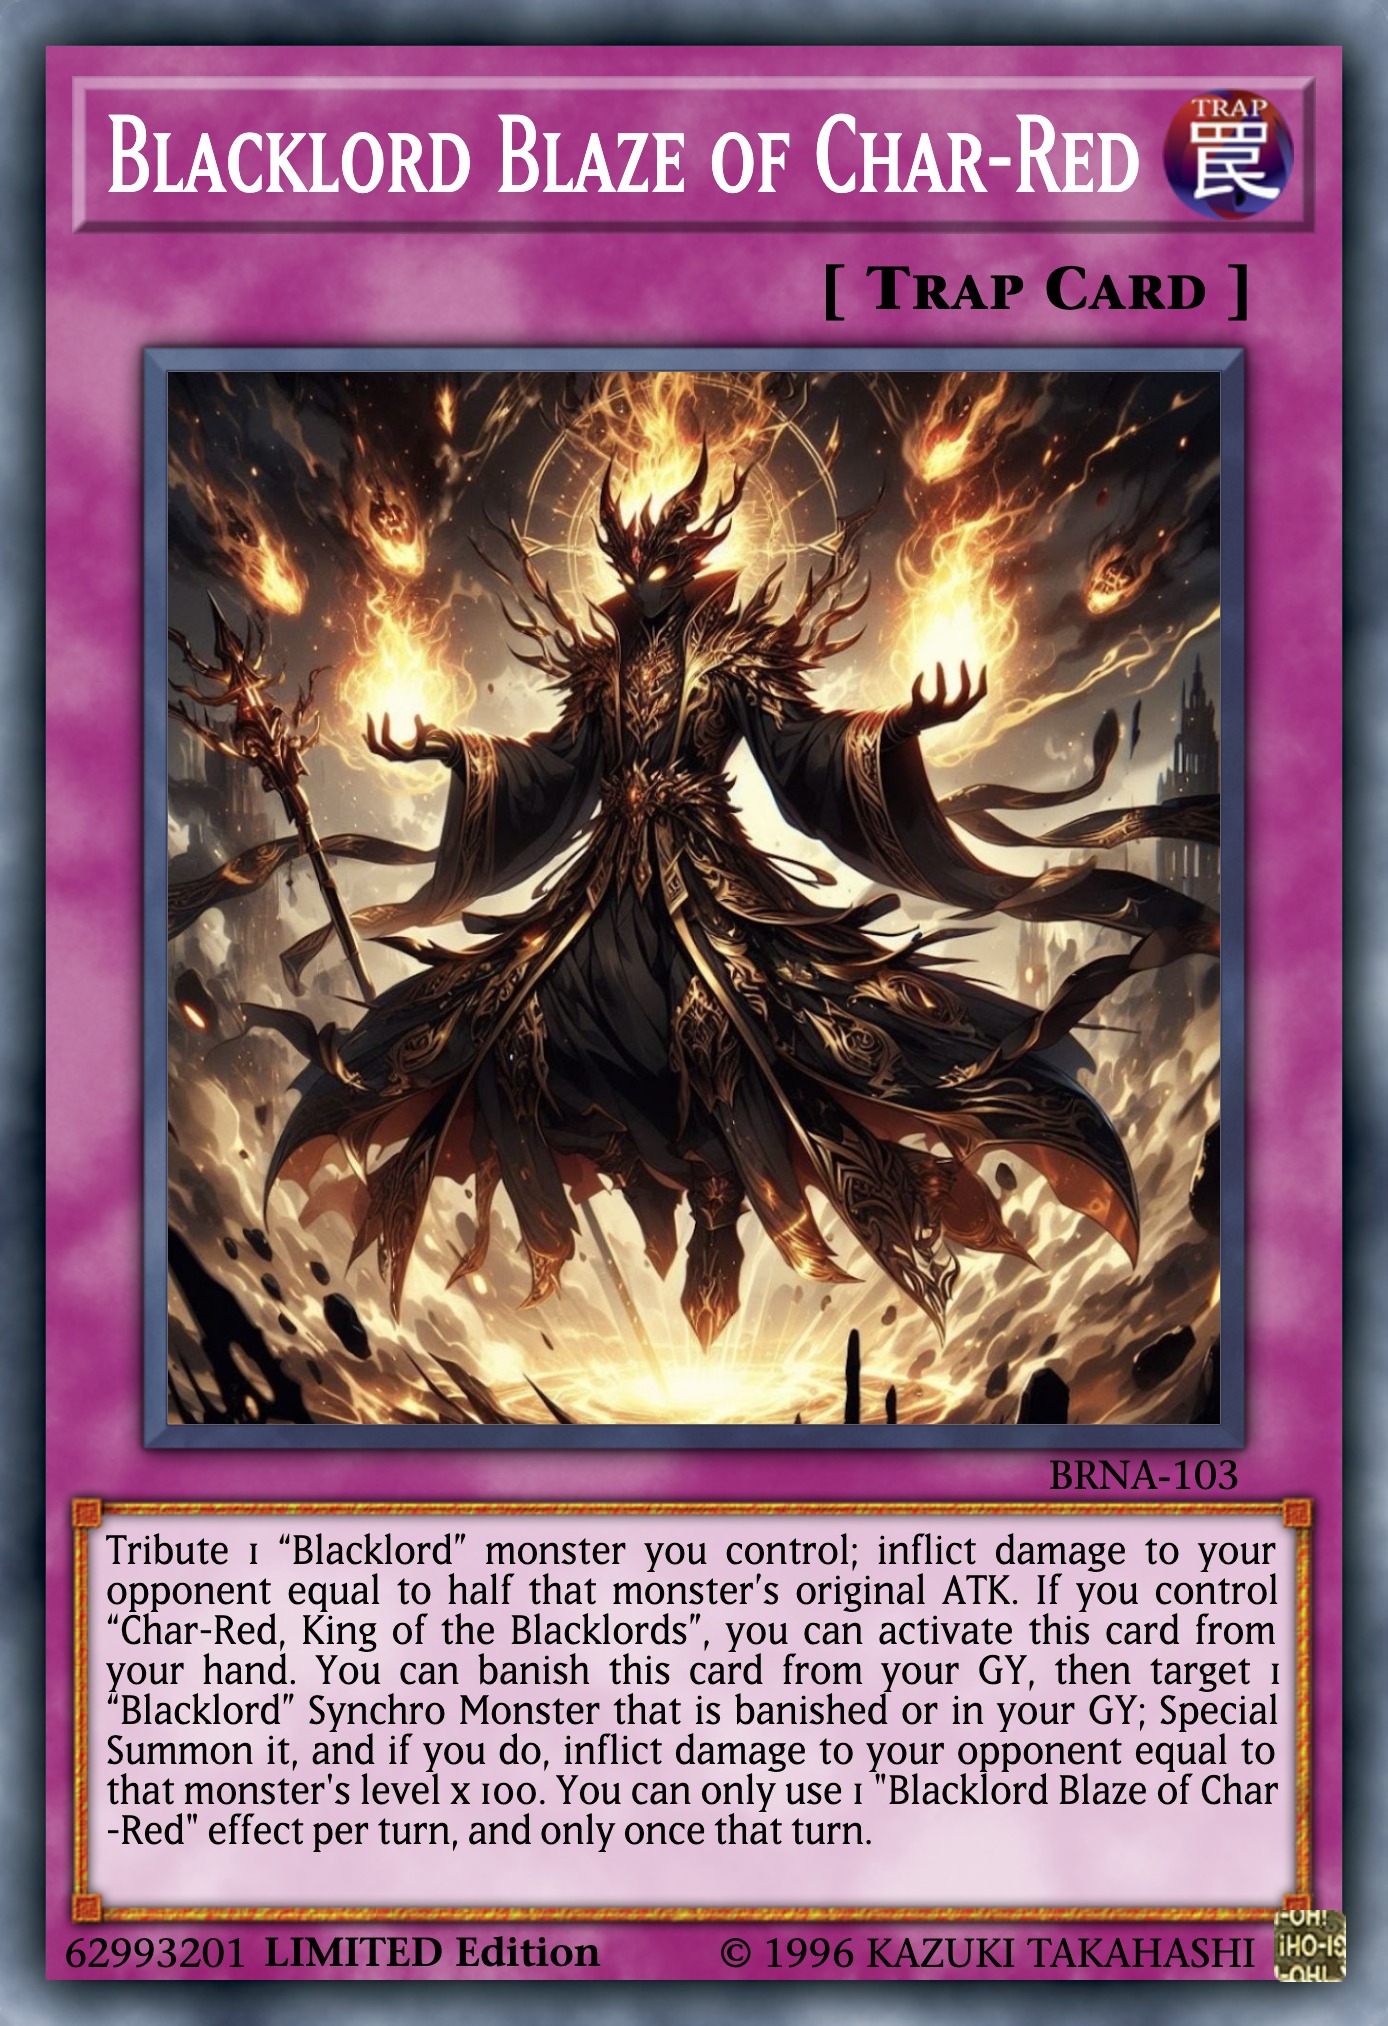 Blacklord Blaze of Char-Red
TRAP
罠
[ Trap Card ]
BRNA-103
Tribute 1 “Blacklord” monster you control; inflict damage to your
opponent equal to half that monster's original ATK. If you control
“Char-Red, King of the Blacklords”, you can activate this card from
your hand. You can banish this card from your GY, then target 1
“Blacklord” Synchro Monster that is banished or in your GY; Special
Summon it, and if you do, inflict damage to your opponent equal to
that monster's level x 100. You can only use 1 "Blacklord Blaze of Char
-Red" effect per turn, and only once that turn.
62993201 LIMITED Edition
© 1996 KAZUKI TAKAHASHI